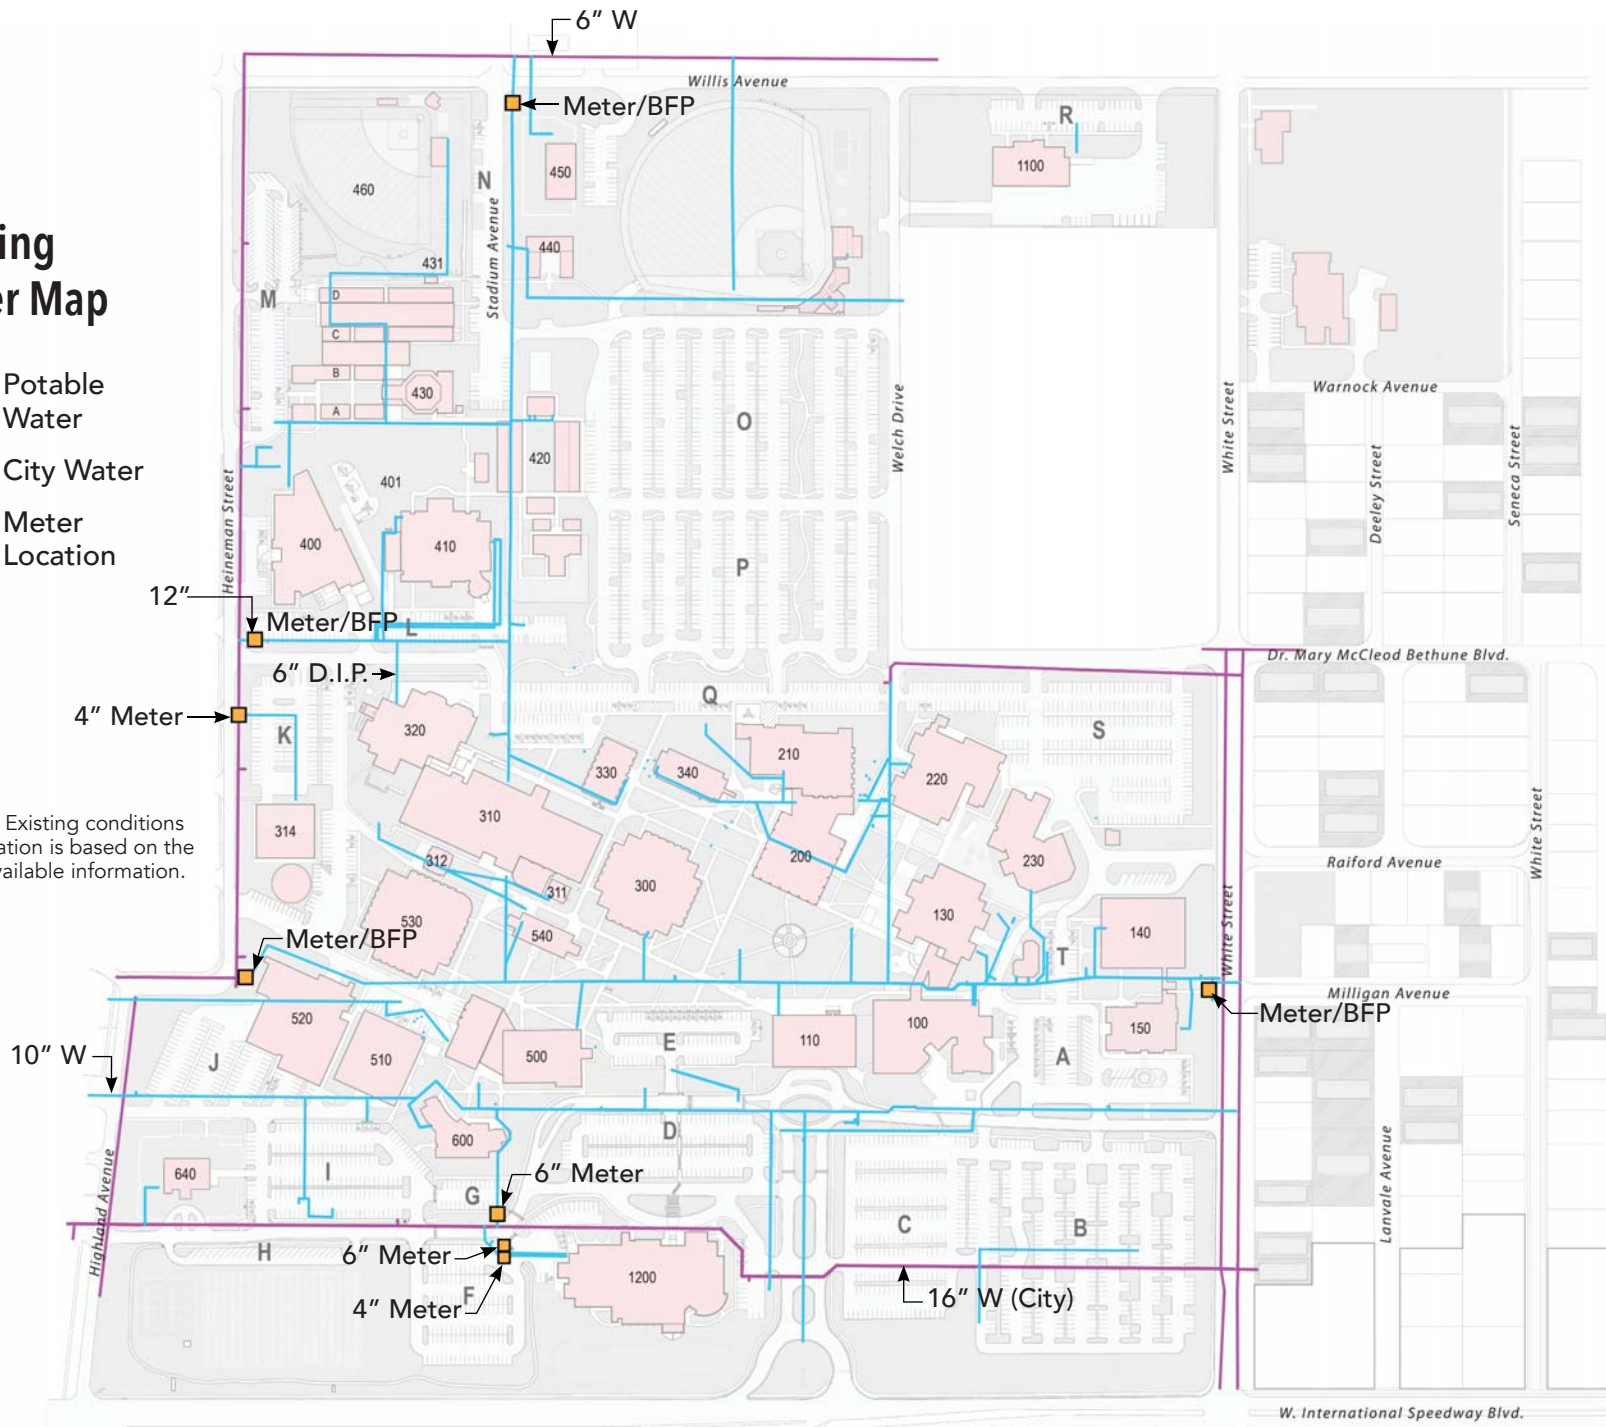 6" W
Willis Avenue
Meter/BFP
R
1100
450
N
460
Stadium Avenue
ing
440
431
er Map
M
D
C
B
430
A
Warnock Avenue
Potable
Water
O
Welch Drive
White Street
Deeley Street
Seneca Street
420
City Water
Heineman Street
401
Meter
Location
400
410
P
12"
Meter/BFP
L
Dr. Mary McCleod Bethune Blvd.
6" D.I.P.
Q
4" Meter
K
320
S
330
340
210
220
310
Existing conditions
314
ation is based on the
vailable information.
312
311
300
200
230
Raiford Avenue
White Street
530
540
130
140
White Street
Meter/BFP
T
Milligan Avenue
Meter/BFP
520
100
150
10" W
J
510
500
E
110
A
600
D
Highland Avenue
640
I
6" Meter
G
Lanvale Avenue
C
B
H
6" Meter
1200
4" Meter
F
16" W (City)
W. International Speedway Blvd.